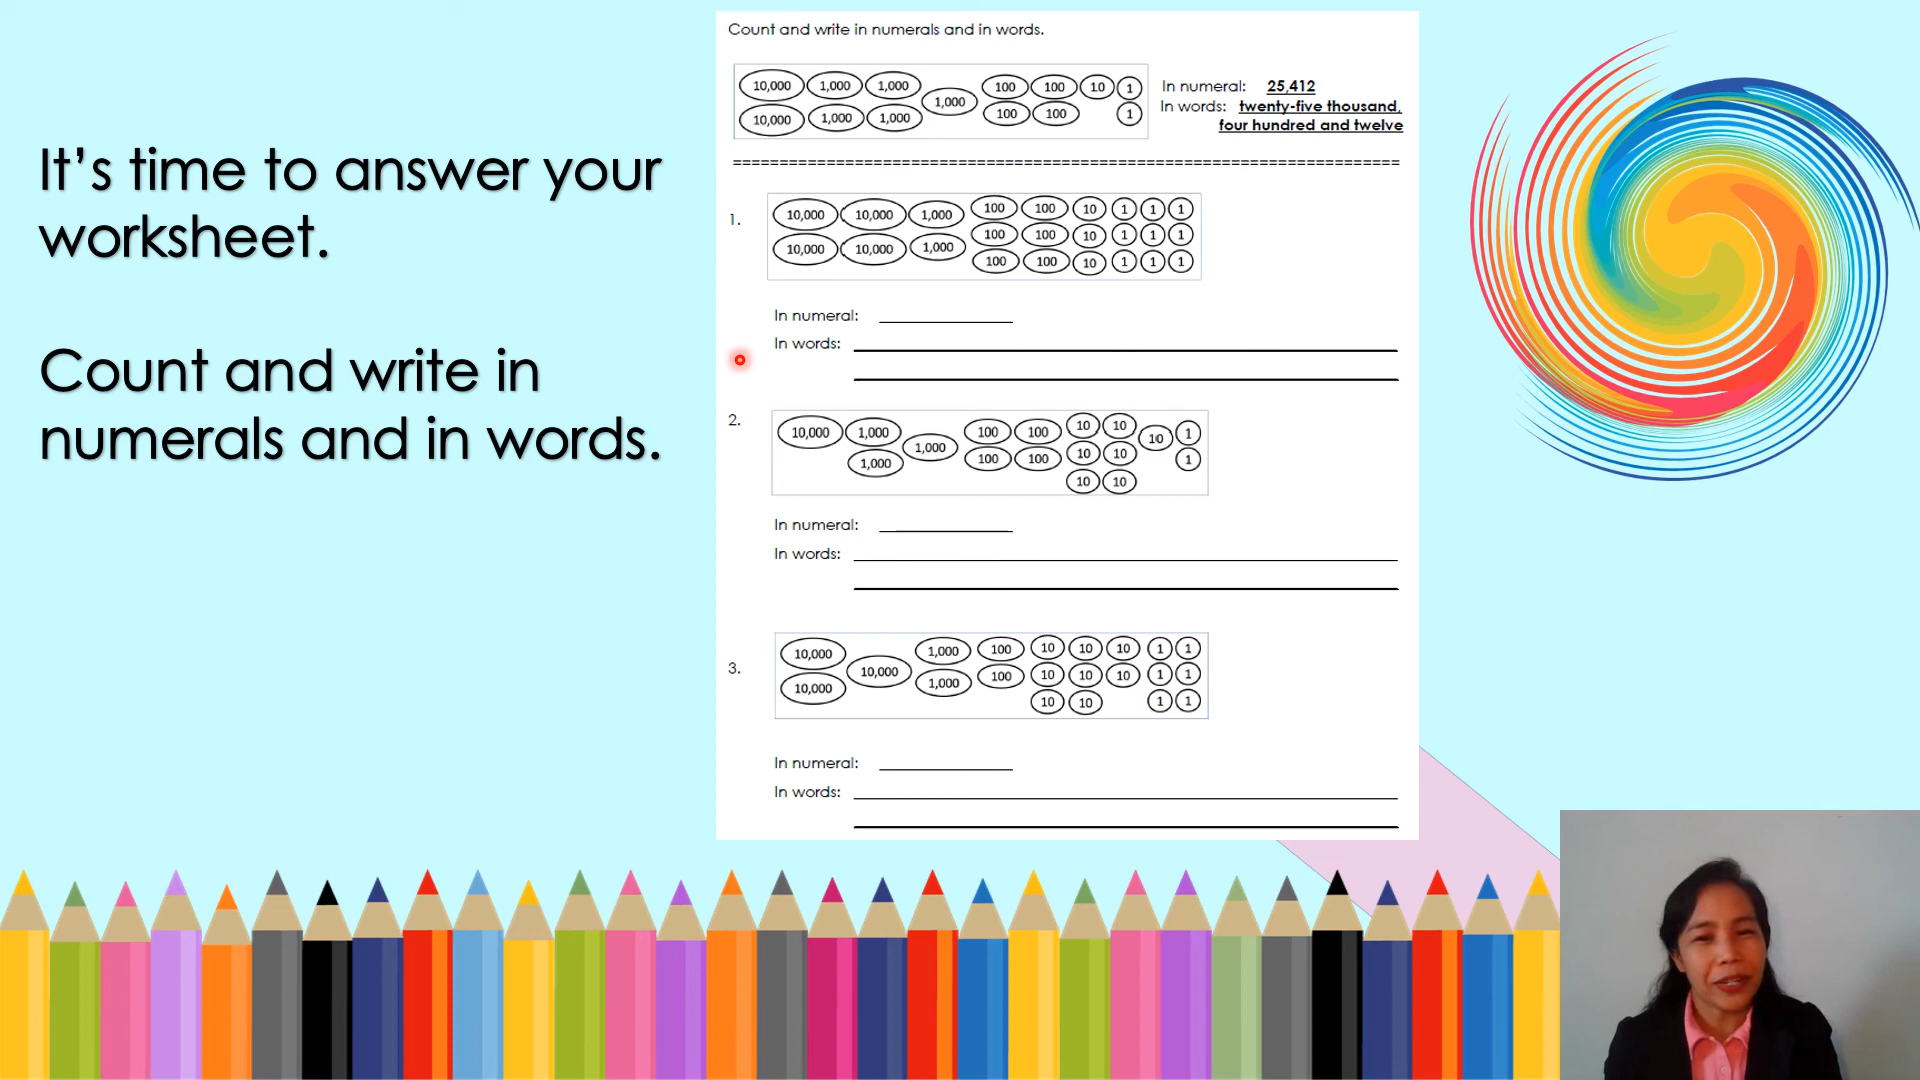 It's time to answer your
worksheet.
Count and write in
numerals and in words.
Count and write in numerals and in words.
10,000 1,000 1,000 1,000 100 100 10 1
10,000 1,000 1,000 100 100 1
In numeral: 25,412
In words: twenty-five thousand,
four hundred and twelve
====================================================================
1.
10,000 10,000 1,000 100 100 10 1 1 1
100 100 10 1 1 1
10,000 10,000 1,000 100 100 10 1 1 1
In numeral: ____________
In words: ____________
2.
10,000 1,000 1,000 100 100 10 10 10 1
100 100 10 10 1
1,000 10 10
In numeral: ____________
In words: ____________
3.
10,000 10,000 1,000 100 10 10 10 1 1
10,000 1,000 100 10 10 10 1 1
10 10 1 1
In numeral: ____________
In words: ____________